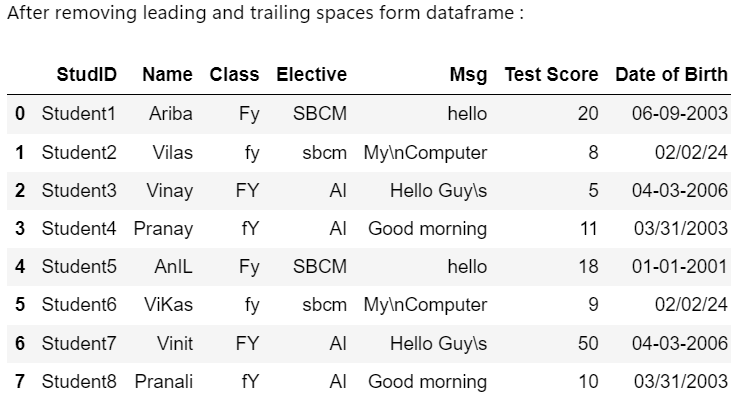 After removing leading and trailing spaces form dataframe :
StudID Name Class Elective Msg Test Score Date of Birth
0 Student1 Ariba Fy SBCM hello 20 06-09-2003
1 Student2 Vilas fy sbcm My\nComputer 8 02/02/24
2 Student3 Vinay FY AI Hello Guy\s 5 04-03-2006
3 Student4 Pranay fY AI Good morning 11 03/31/2003
4 Student5 AnIL Fy SBCM hello 18 01-01-2001
5 Student6 ViKas fy sbcm My\nComputer 9 02/02/24
6 Student7 Vinit FY AI Hello Guy\s 50 04-03-2006
7 Student8 Pranali fY AI Good morning 10 03/31/2003